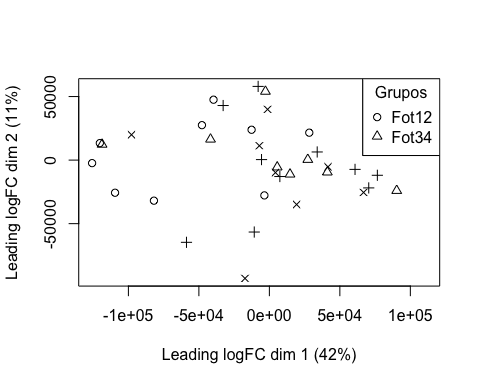 Grupos
Fot12
Fot34
Leading logFC dim 2 (11%)
50000
0
-50000
-1e+05
-5e+04
0e+00
5e+04
1e+05
Leading logFC dim 1 (42%)